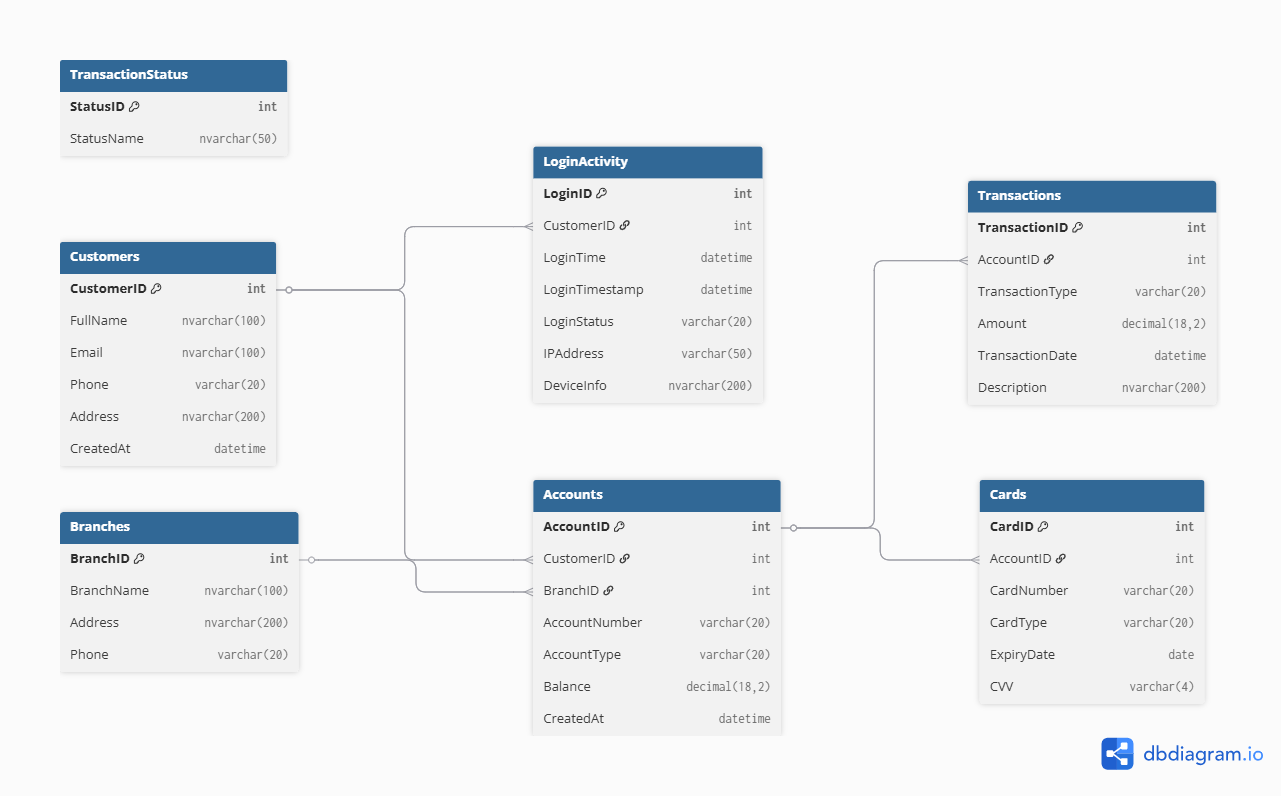 TransactionStatus
StatusID int
StatusName nvarchar(50)
Customers
CustomerID int
FullName nvarchar(100)
Email nvarchar(100)
Phone varchar(20)
Address nvarchar(200)
CreatedAt datetime
Branches
BranchID int
BranchName nvarchar(100)
Address nvarchar(200)
Phone varchar(20)
LoginActivity
LoginID int
CustomerID int
LoginTime datetime
LoginTimestamp datetime
LoginStatus varchar(20)
IPAddress varchar(50)
DeviceInfo nvarchar(200)
Accounts
AccountID int
CustomerID int
BranchID int
AccountNumber varchar(20)
AccountType varchar(20)
Balance decimal(18,2)
CreatedAt datetime
Transactions
TransactionID int
AccountID int
TransactionType varchar(20)
Amount decimal(18,2)
TransactionDate datetime
Description nvarchar(200)
Cards
CardID int
AccountID int
CardNumber varchar(20)
CardType varchar(20)
ExpiryDate date
CVV varchar(4)
dbdiagram.io